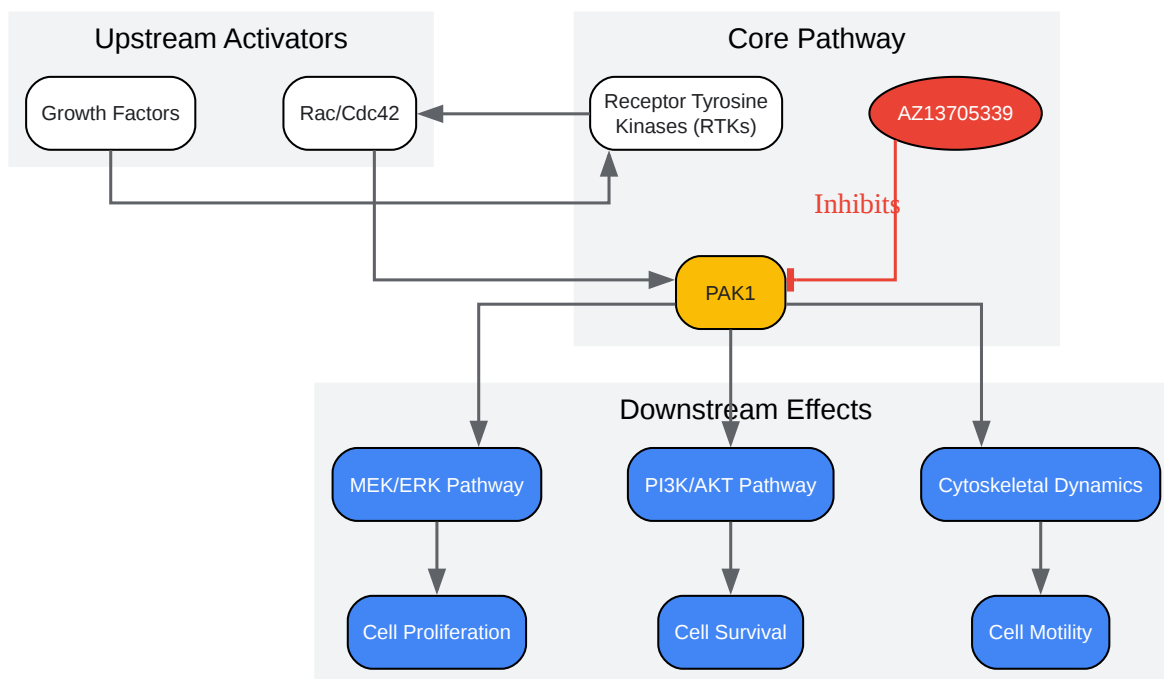 Upstream Activators
Core Pathway
Growth Factors
Rac/Cdc42
Receptor Tyrosine
Kinases (RTKs)
AZ13705339
Inhibits
PAK1
Downstream Effects
MEK/ERK Pathway
PI3K/AKT Pathway
Cytoskeletal Dynamics
Cell Proliferation
Cell Survival
Cell Motility